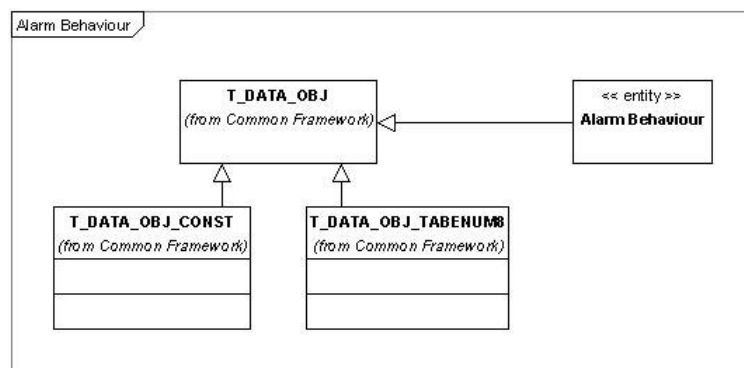 Alarm Behaviour
T_DATA_OBJ
(from Common Framework)
<< entity >>
Alarm Behaviour
T_DATA_OBJ_CONST
(from Common Framework)
T_DATA_OBJ_TABENUM8
(from Common Framework)